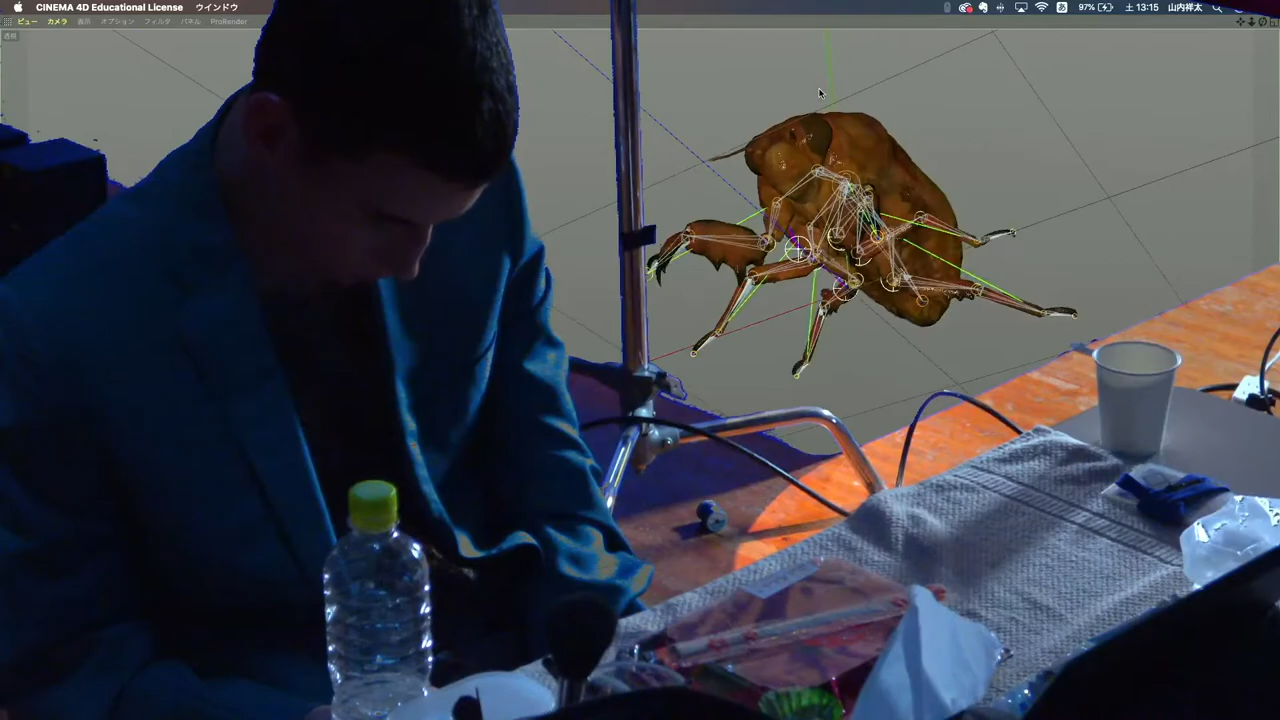 CINEMA 4D Educational License ウインドウ
97% 土 13:15 山内祥太
ビュー カメラ 表示 オプション フィルタ パネル ProRender
透視